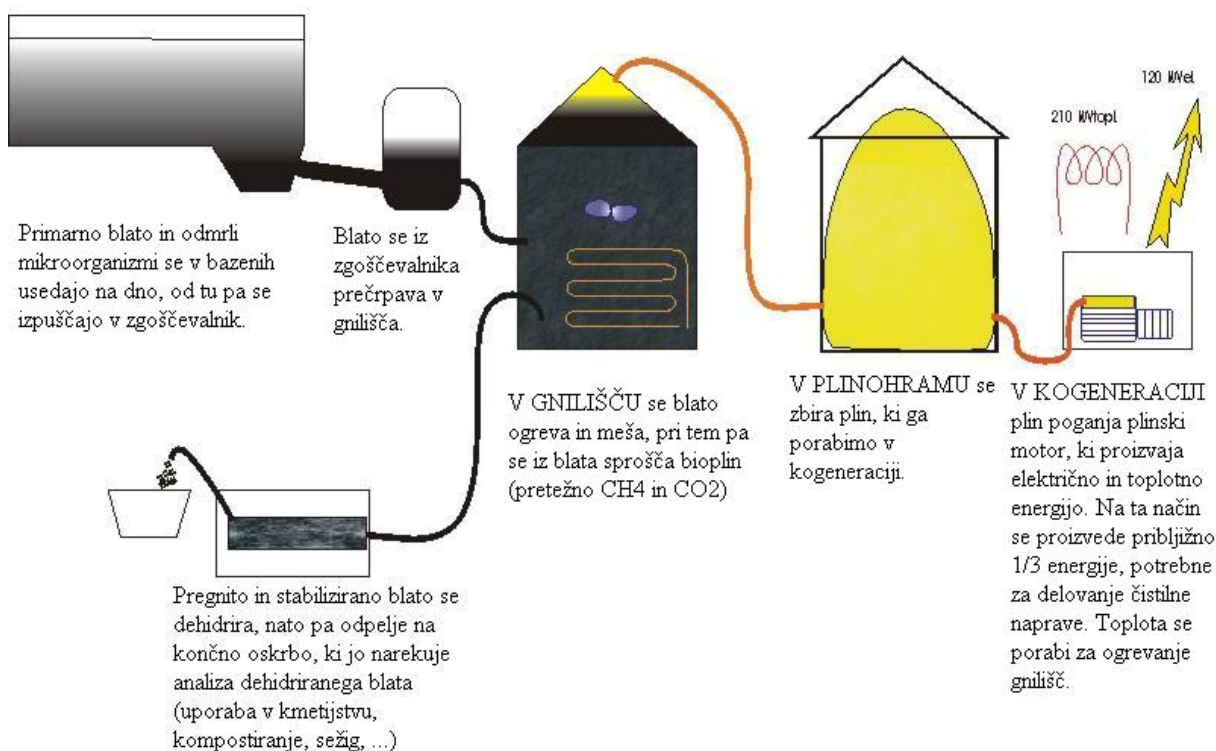 Primarno blato in odmrli
mikroorganizmi se v bazenih
usedajo na dno, od tu pa se
izpuščajo v zgoščevalnik.
Blato se iz
zgoščevalnika
prečrpava v
gnilišča.
V GNILIŠČU se blato
ogreva in meša, pri tem pa
se iz blata sprošča bioplin
(pretežno CH4 in CO2)
V PLINOHRAMU se
zbira plin, ki ga
porabimo v
kogeneraciji.
210 kWtopl.
120 kWel.
V KOGENERACIJI
plin poganja plinski
motor, ki proizvaja
električno in toplotno
energijo. Na ta način
se proizvede pribljižno
1/3 energije, potrebne
za delovanje čistilne
naprave. Toplota se
porabi za ogrevanje
gnilišč.
Pregnito in stabilizirano blato se
dehidrira, nato pa odpelje na
končno oskrbo, ki jo narekuje
analiza dehidriranega blata
(uporaba v kmetijstvu,
kompostiranje, sežig, ...)